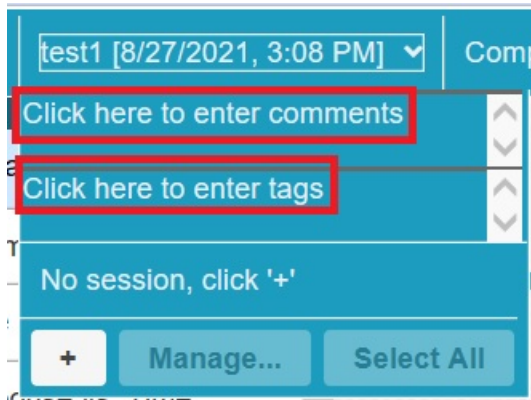 test1 [8/27/2021, 3:08 PM]
Click here to enter comments
Click here to enter tags
No session, click '+'
+ Manage... Select All